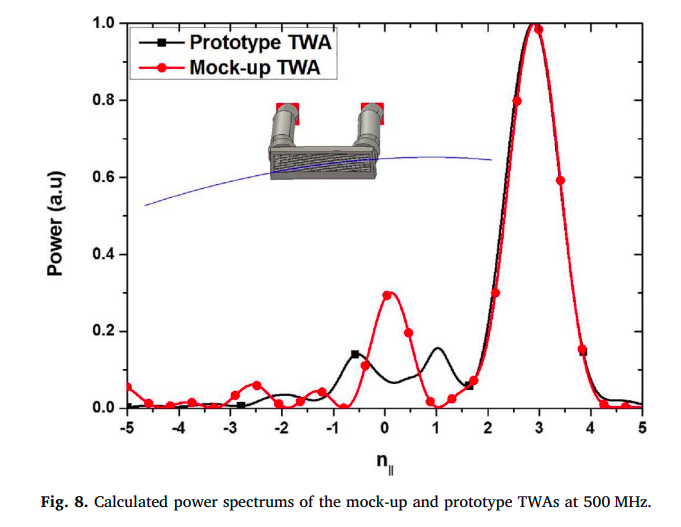 Prototype TWA
Mock-up TWA
Power (a.u)
1.0
0.8
0.6
0.4
0.2
0.0
-5 -4 -3 -2 -1 0 1 2 3 4 5
n||
Fig. 8. Calculated power spectrums of the mock-up and prototype TWAs at 500 MHz.